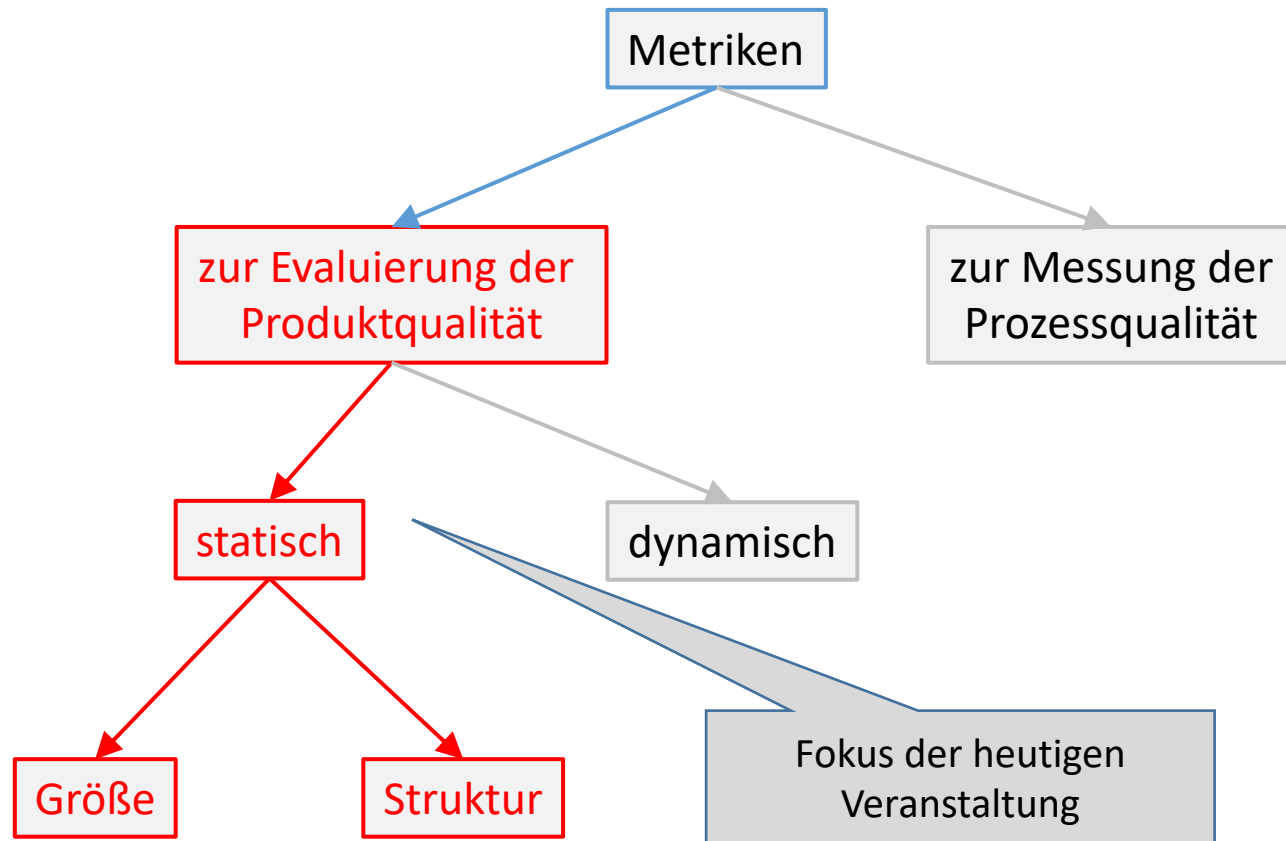 Metriken
zur Evaluierung der
Produktqualität
zur Messung der
Prozessqualität
statisch
dynamisch
Größe
Struktur
Fokus der heutigen
Veranstaltung